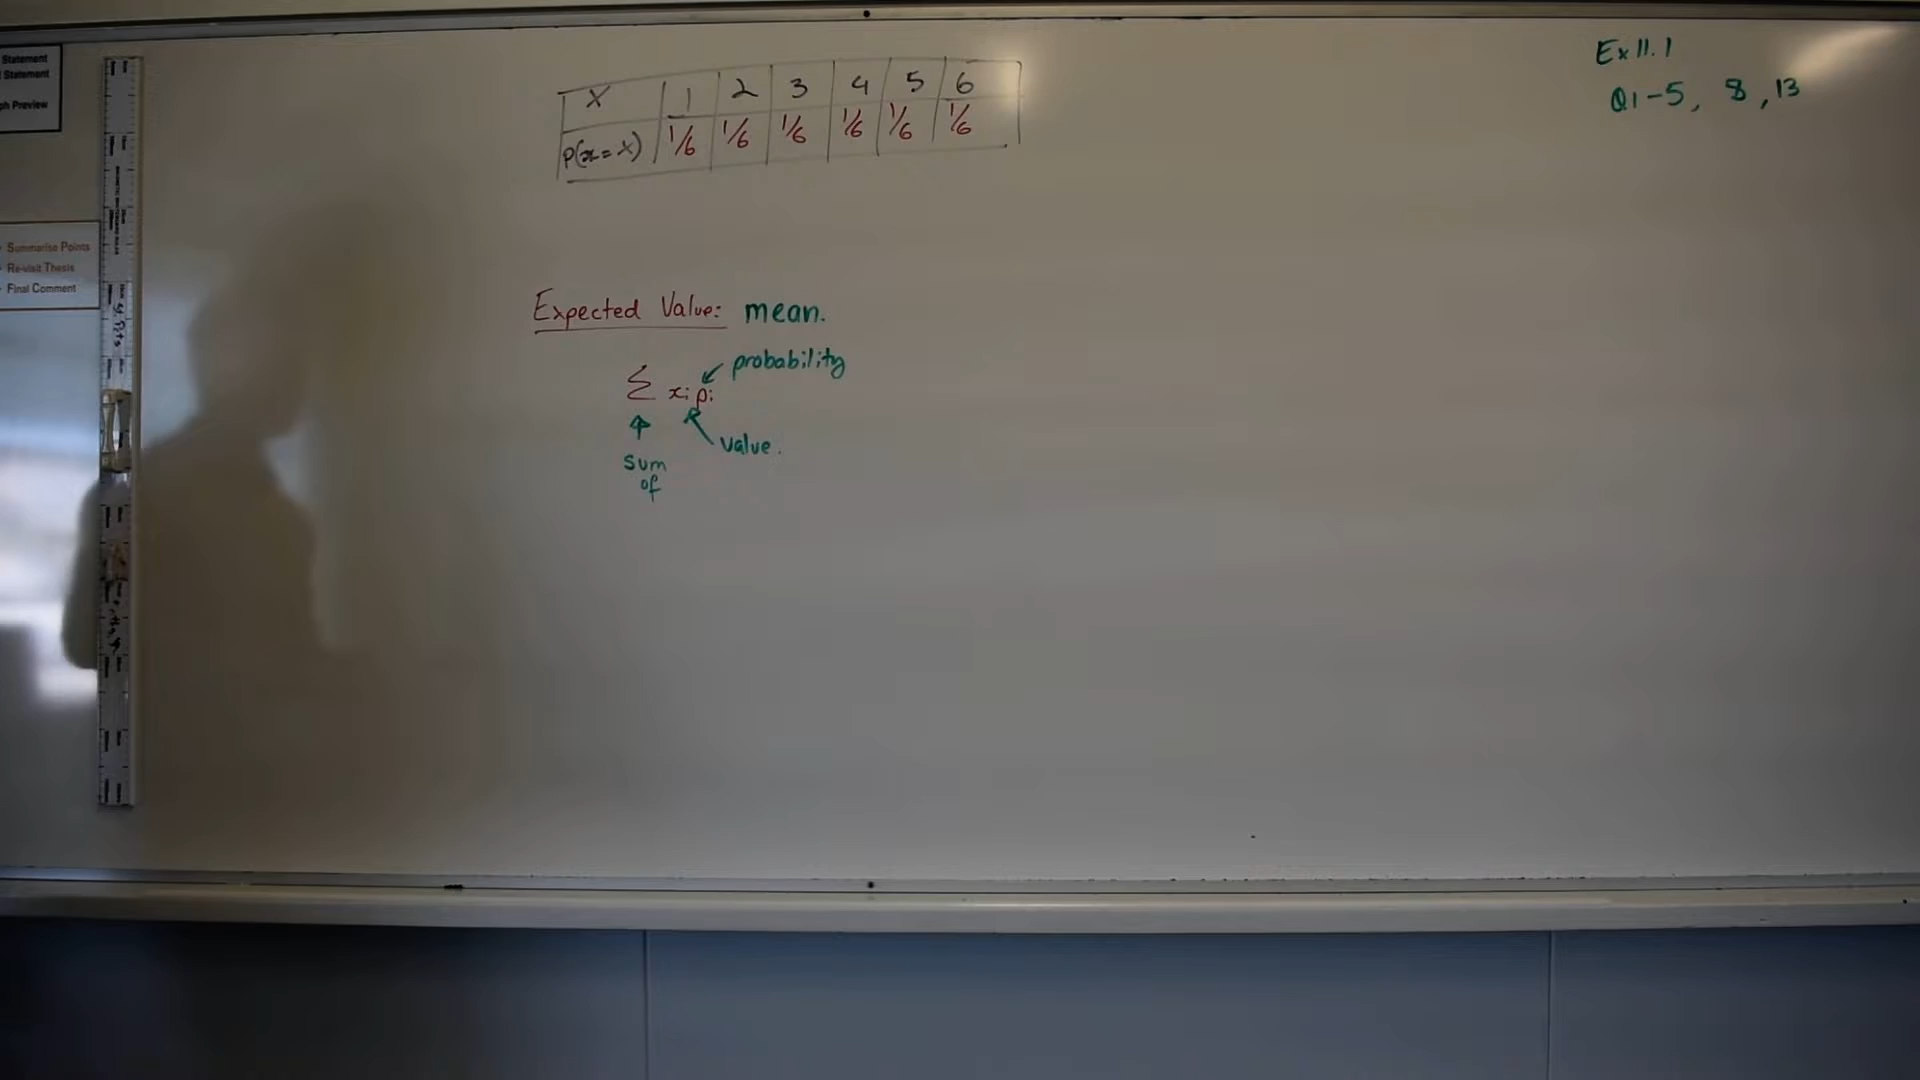 Statement
Statement
ph Preview
Summarise Points
Re-visit Thesis
Final Comment
X 1 2 3 4 5 6
P(x=X) 1/6 1/6 1/6 1/6 1/6 1/6
Ex 11.1
Q1-5, 8, 13
Expected Value: mean.
probability
Σ xi pi
value.
sum
of